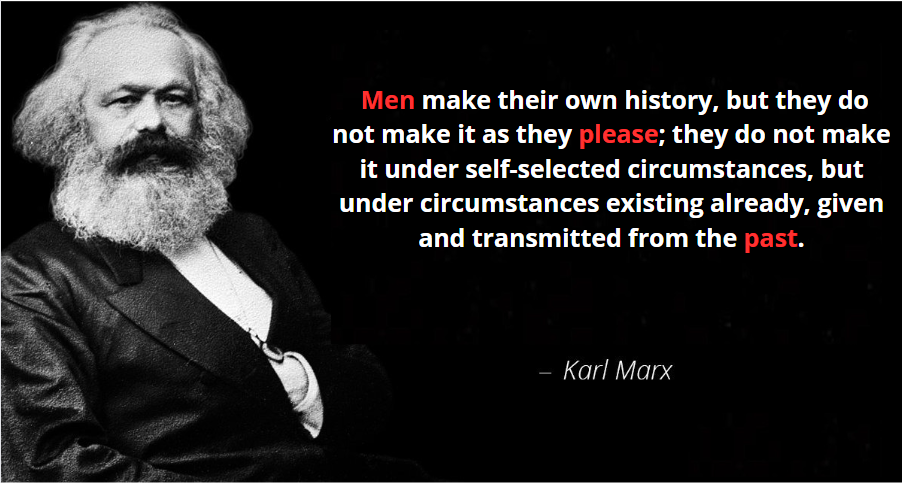 Men make their own history, but they do
not make it as they please; they do not make
it under self-selected circumstances, but
under circumstances existing already, given
and transmitted from the past.
– Karl Marx